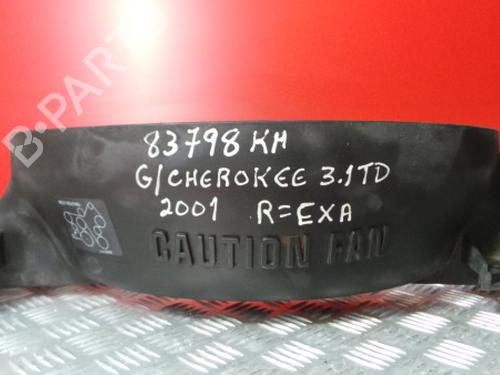 B-PARTS
83798 KM
G/CHEROKEE 3.1TD
2001 R=EXA
CAUTION FAN